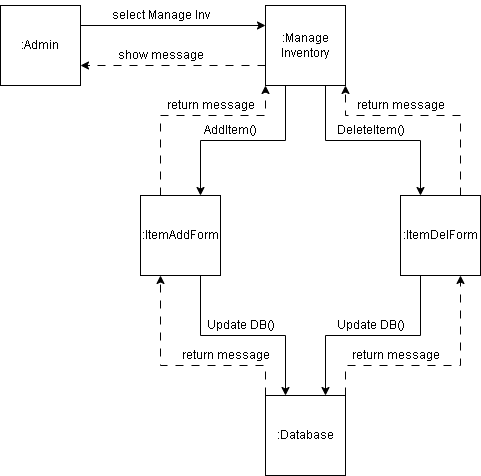 select Manage Inv
:Admin
:Manage
Inventory
show message
return message
return message
AddItem()
DeleteItem()
:ItemAddForm
:ItemDelForm
Update DB()
Update DB()
return message
return message
:Database